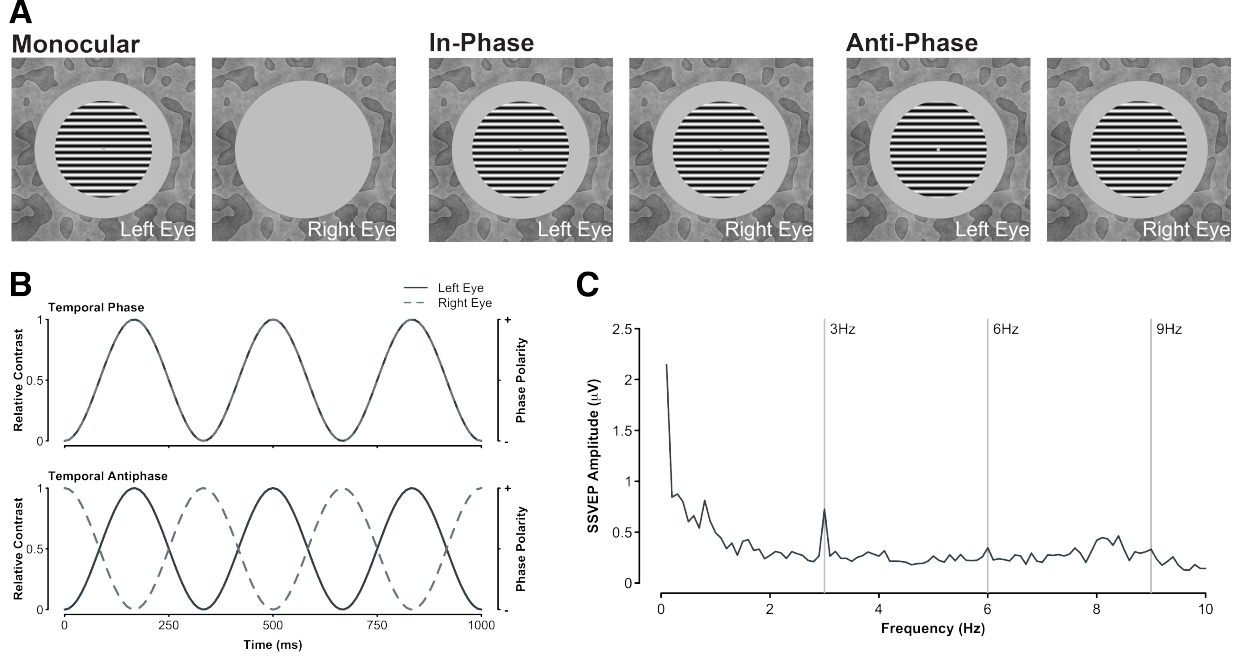 A
Monocular
In-Phase
Anti-Phase
Left Eye
Right Eye
Left Eye
Right Eye
Left Eye
Right Eye
B
Left Eye
Right Eye
Temporal Phase
1
0.5
0
Relative Contrast
+
-
Phase Polarity
Temporal Antiphase
1
0.5
0
Relative Contrast
+
-
Phase Polarity
0
250
500
750
1000
Time (ms)
C
3Hz
6Hz
9Hz
2.5
2
1.5
1
0.5
0
SSVEP Amplitude (μV)
0
2
4
6
8
10
Frequency (Hz)